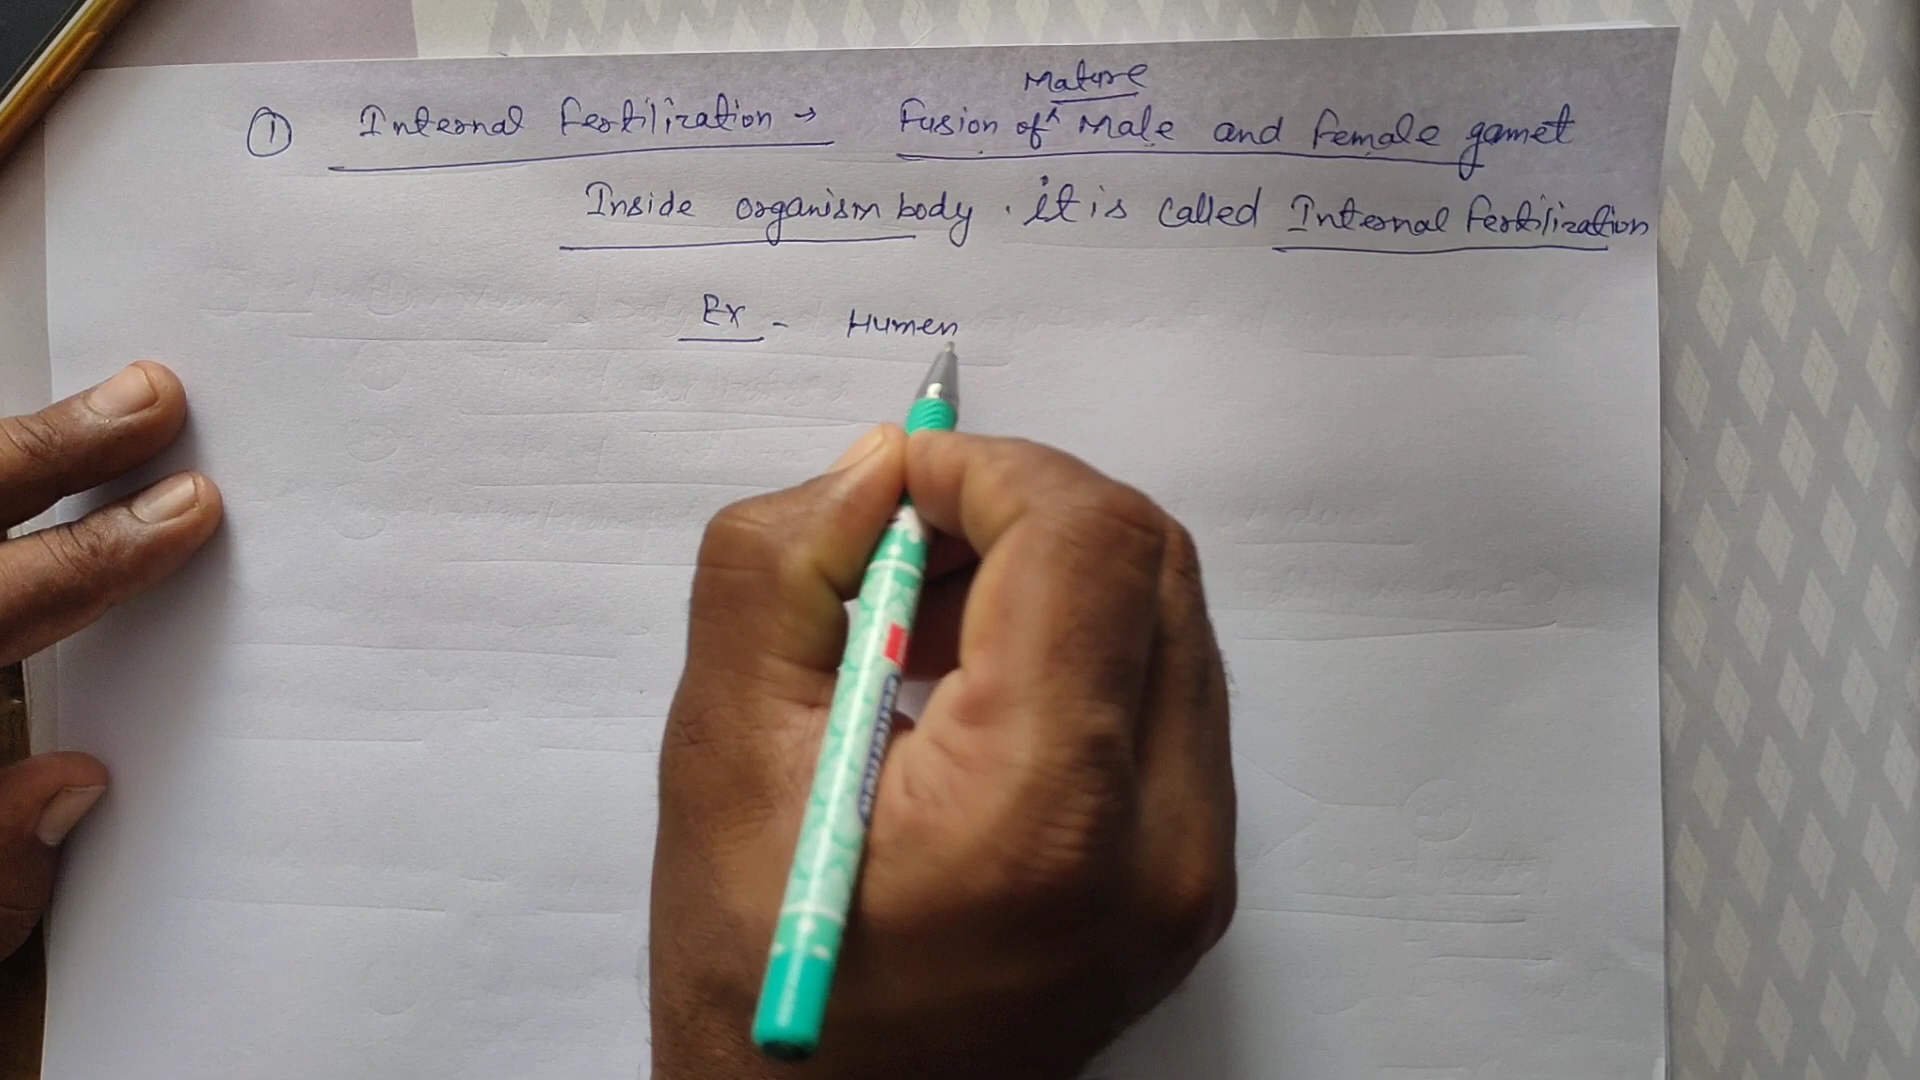 Mature
① Internal fertilization → Fusion of ^ Male and female gamet
Inside organism body . it is called Internal fertilization
Ex - Humen